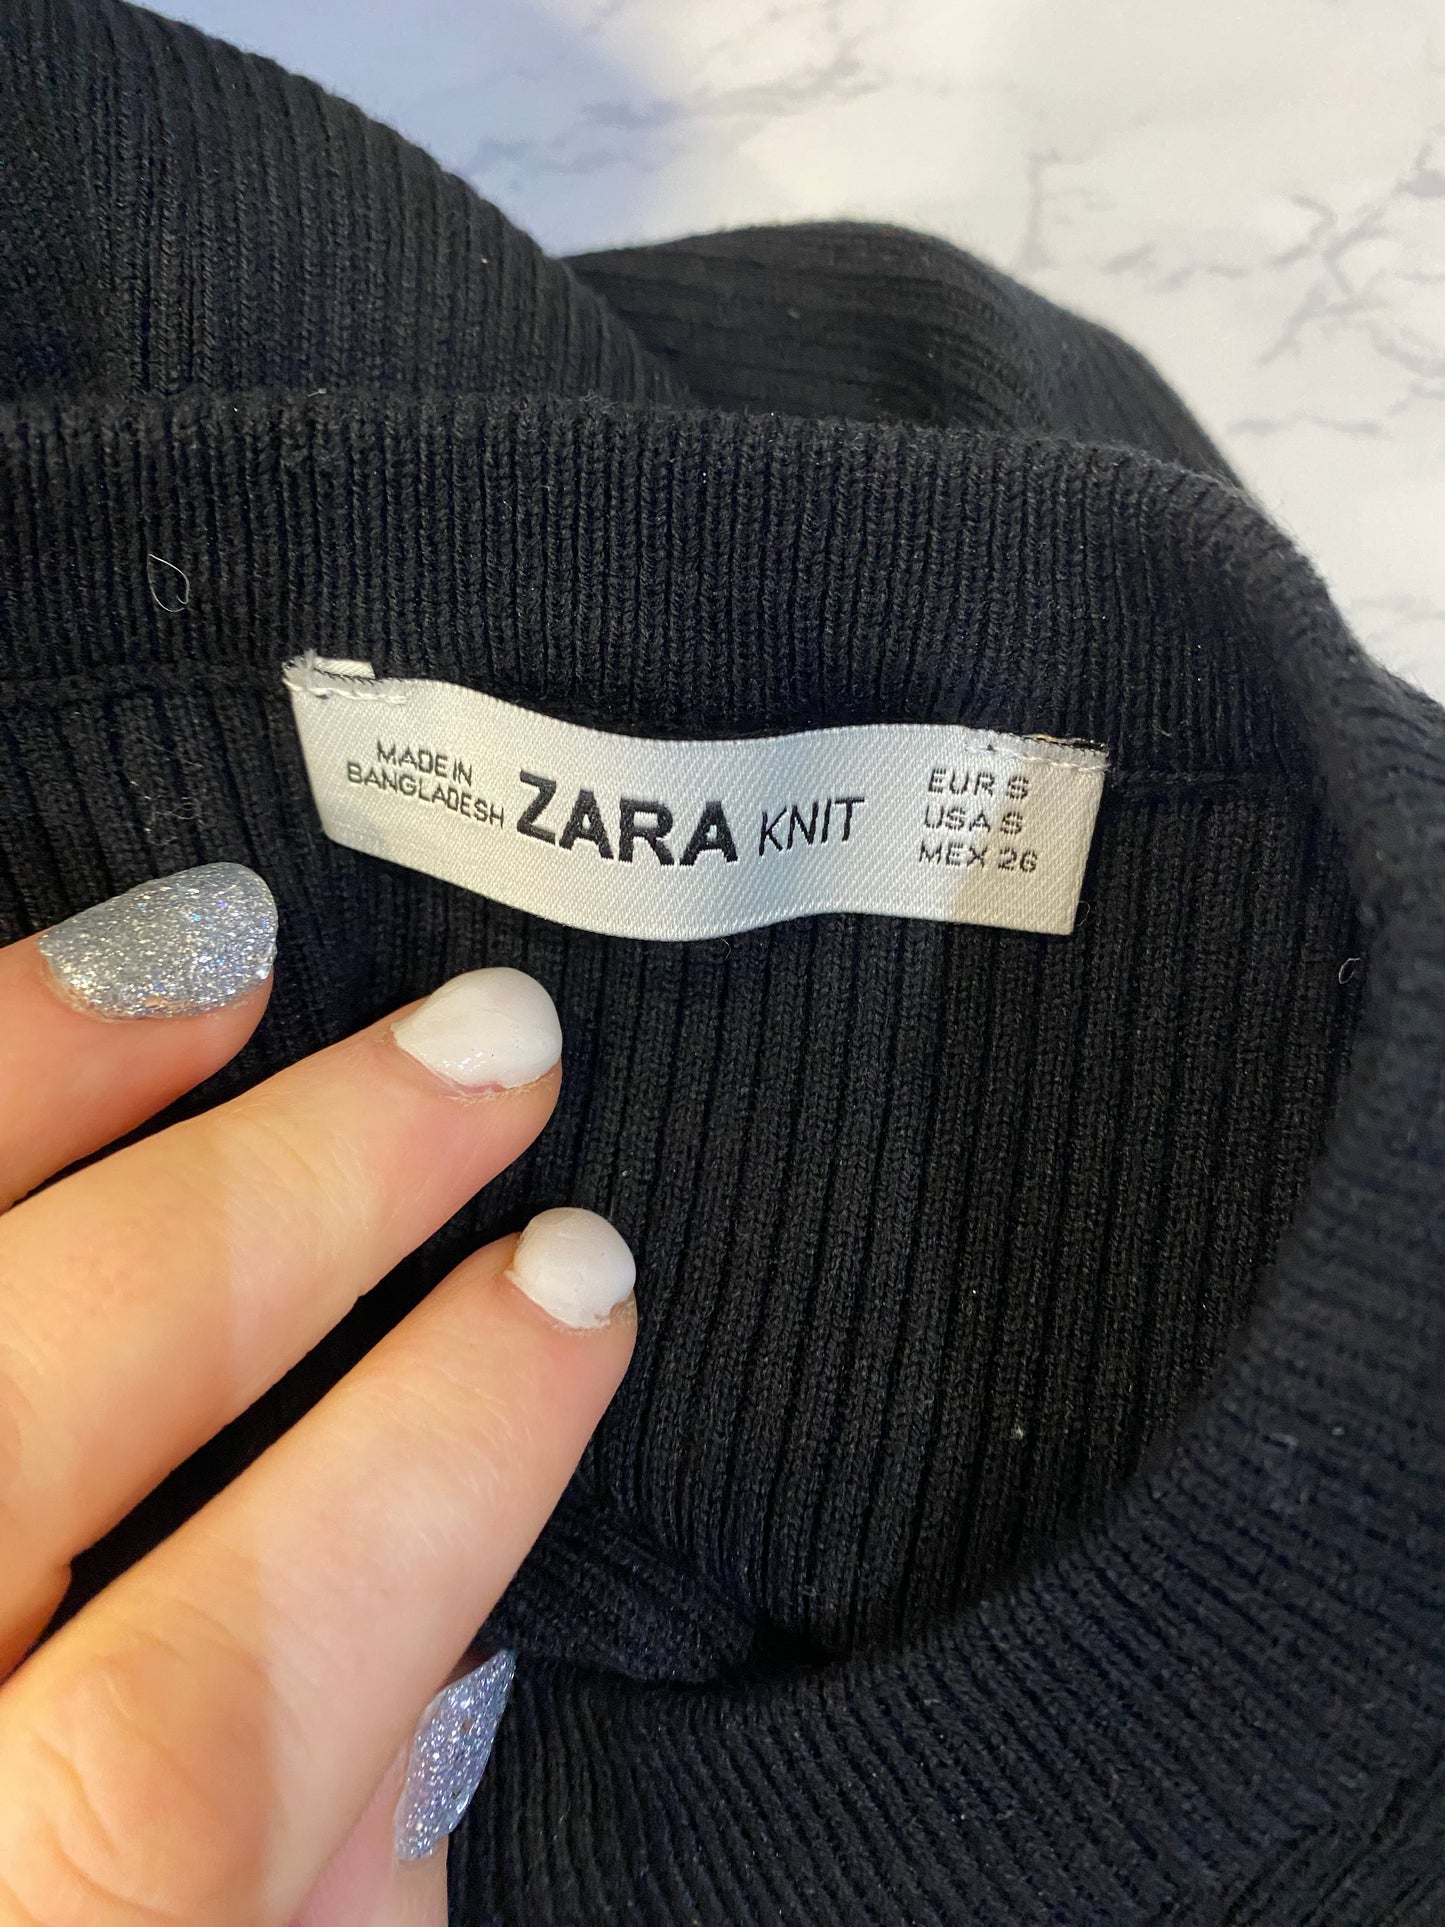 MADE IN
BANGLADESH
ZARA KNIT
EUR S
USA S
MEX 26